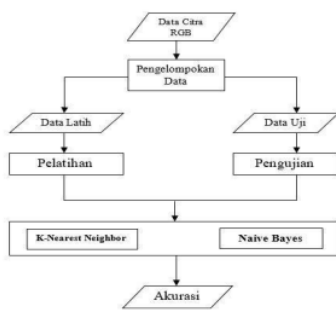 Data Citra
RGB
Pengelompokan
Data
Data Latih
Data Uji
Pelatihan
Pengujian
K-Nearest Neighbor
Naive Bayes
Akurasi